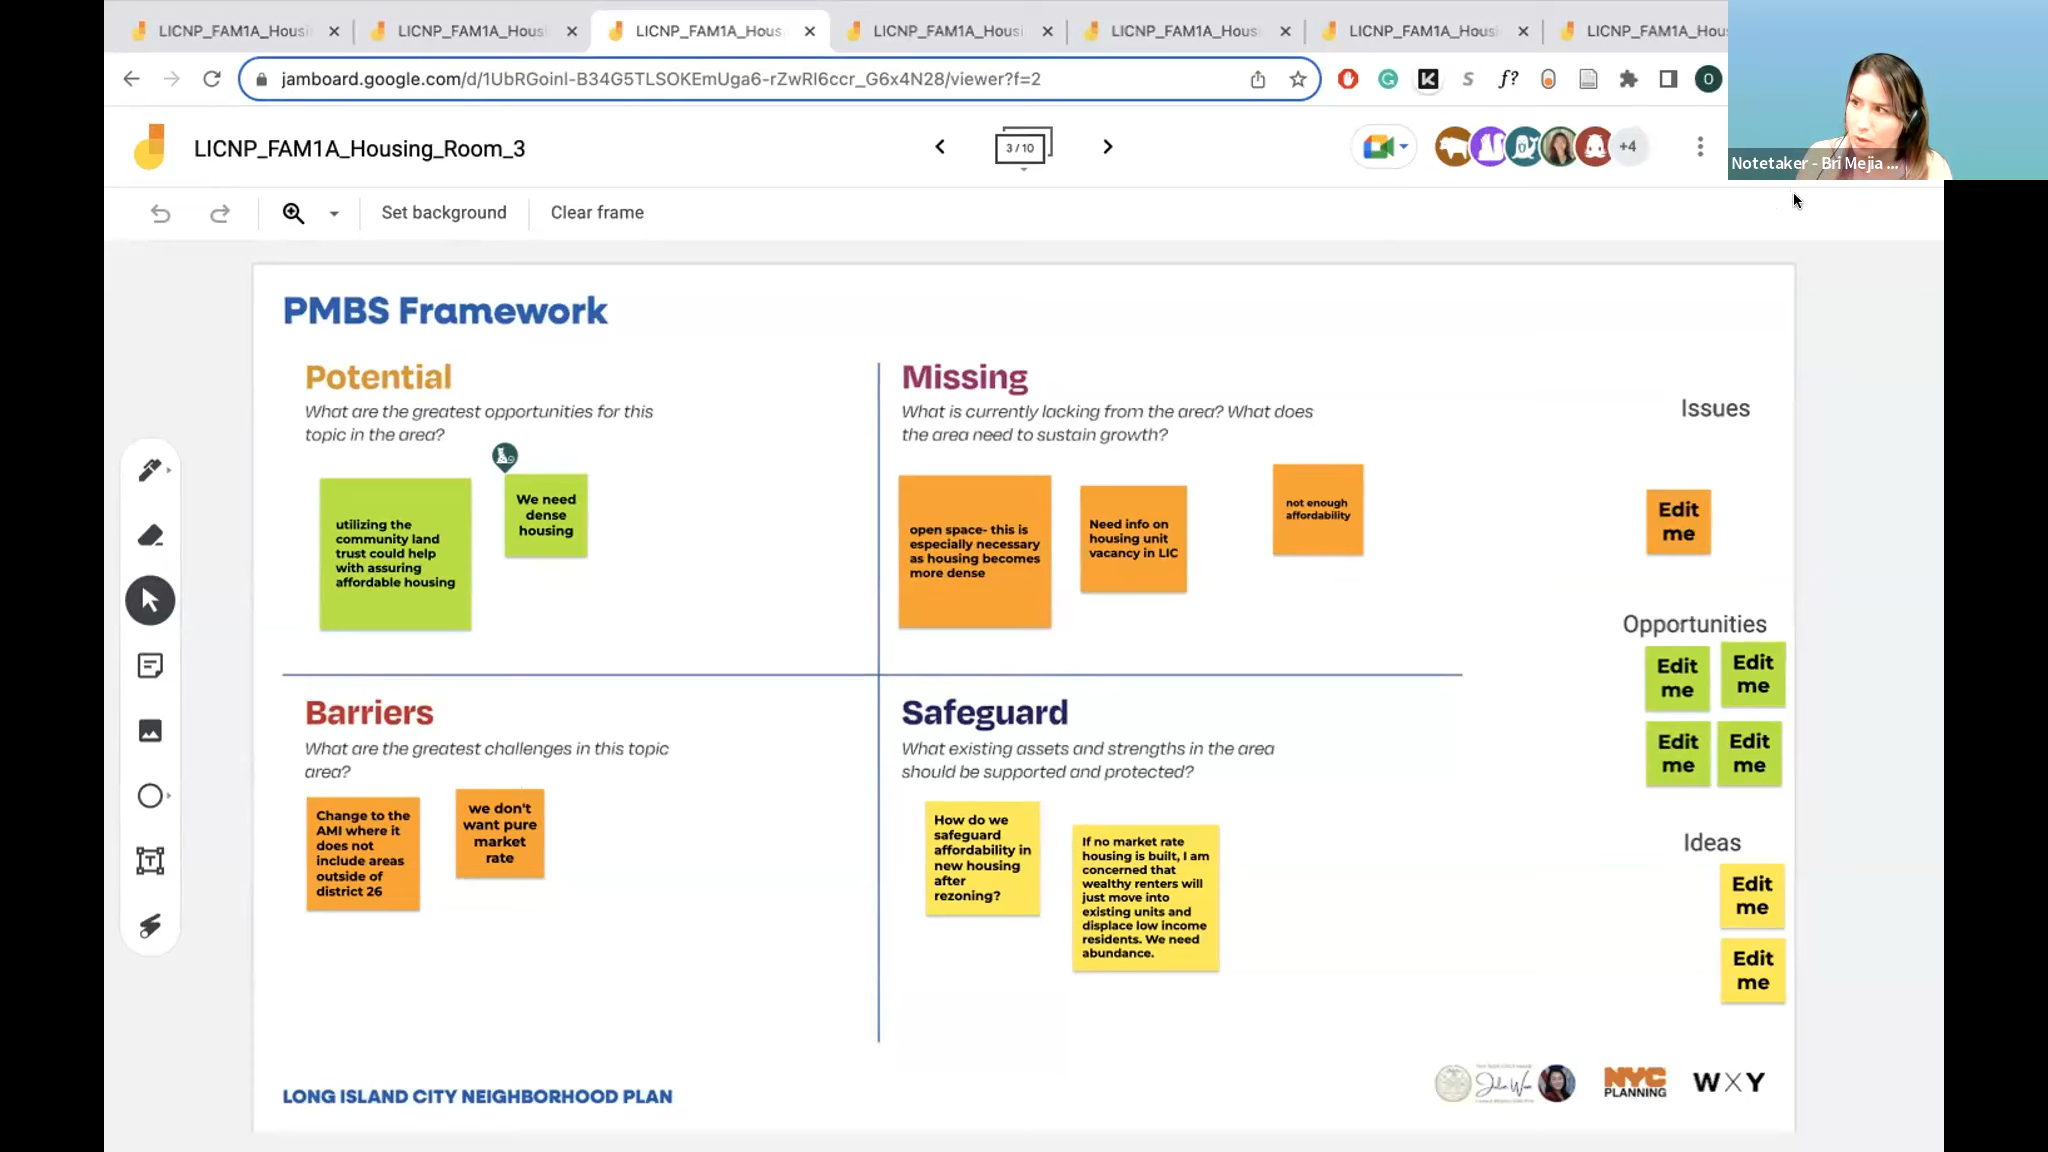 LICNP_FAM1A_Housi
LICNP_FAM1A_Housi
LICNP_FAM1A_Hous
LICNP_FAM1A_Housi
LICNP_FAM1A_Hous
LICNP_FAM1A_Hous
LICNP_FAM1A_Hou
jamboard.google.com/d/1UbRGoinl-B34G5TLSOKEmUga6-rZwRl6ccr_G6x4N28/viewer?f=2
f?
O
LICNP_FAM1A_Housing_Room_3
3 / 10
+4
Notetaker - Bri Mejia ...
Set background
Clear frame
PMBS Framework
Potential
What are the greatest opportunities for this
topic in the area?
utilizing the
community land
trust could help
with assuring
affordable housing
We need
dense
housing
Missing
What is currently lacking from the area? What does
the area need to sustain growth?
open space- this is
especially necessary
as housing becomes
more dense
Need info on
housing unit
vacancy in LIC
not enough
affordability
Barriers
What are the greatest challenges in this topic
area?
Change to the
AMI where it
does not
include areas
outside of
district 26
we don't
want pure
market
rate
Safeguard
What existing assets and strengths in the area
should be supported and protected?
How do we
safeguard
affordability in
new housing
after
rezoning?
If no market rate
housing is built, I am
concerned that
wealthy renters will
just move into
existing units and
displace low income
residents. We need
abundance.
Issues
Edit
me
Opportunities
Edit
me
Edit
me
Edit
me
Edit
me
Ideas
Edit
me
Edit
me
LONG ISLAND CITY NEIGHBORHOOD PLAN
NYC
PLANNING
WXY